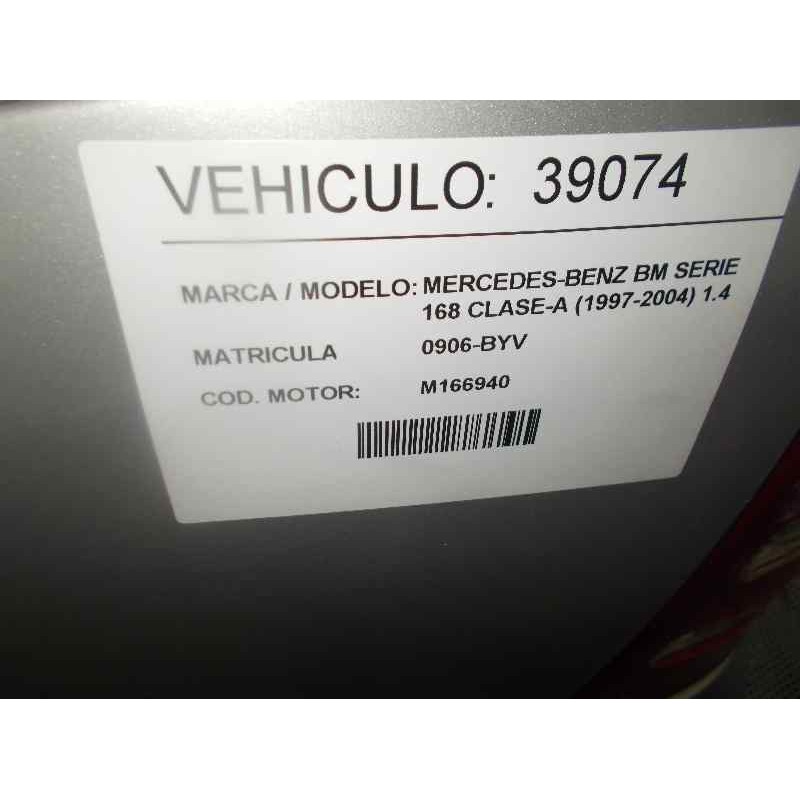 VEHICULO: 39074
MARCA / MODELO: MERCEDES-BENZ BM SERIE
168 CLASE-A (1997-2004) 1.4
MATRICULA 0906-BYV
COD. MOTOR: M166940